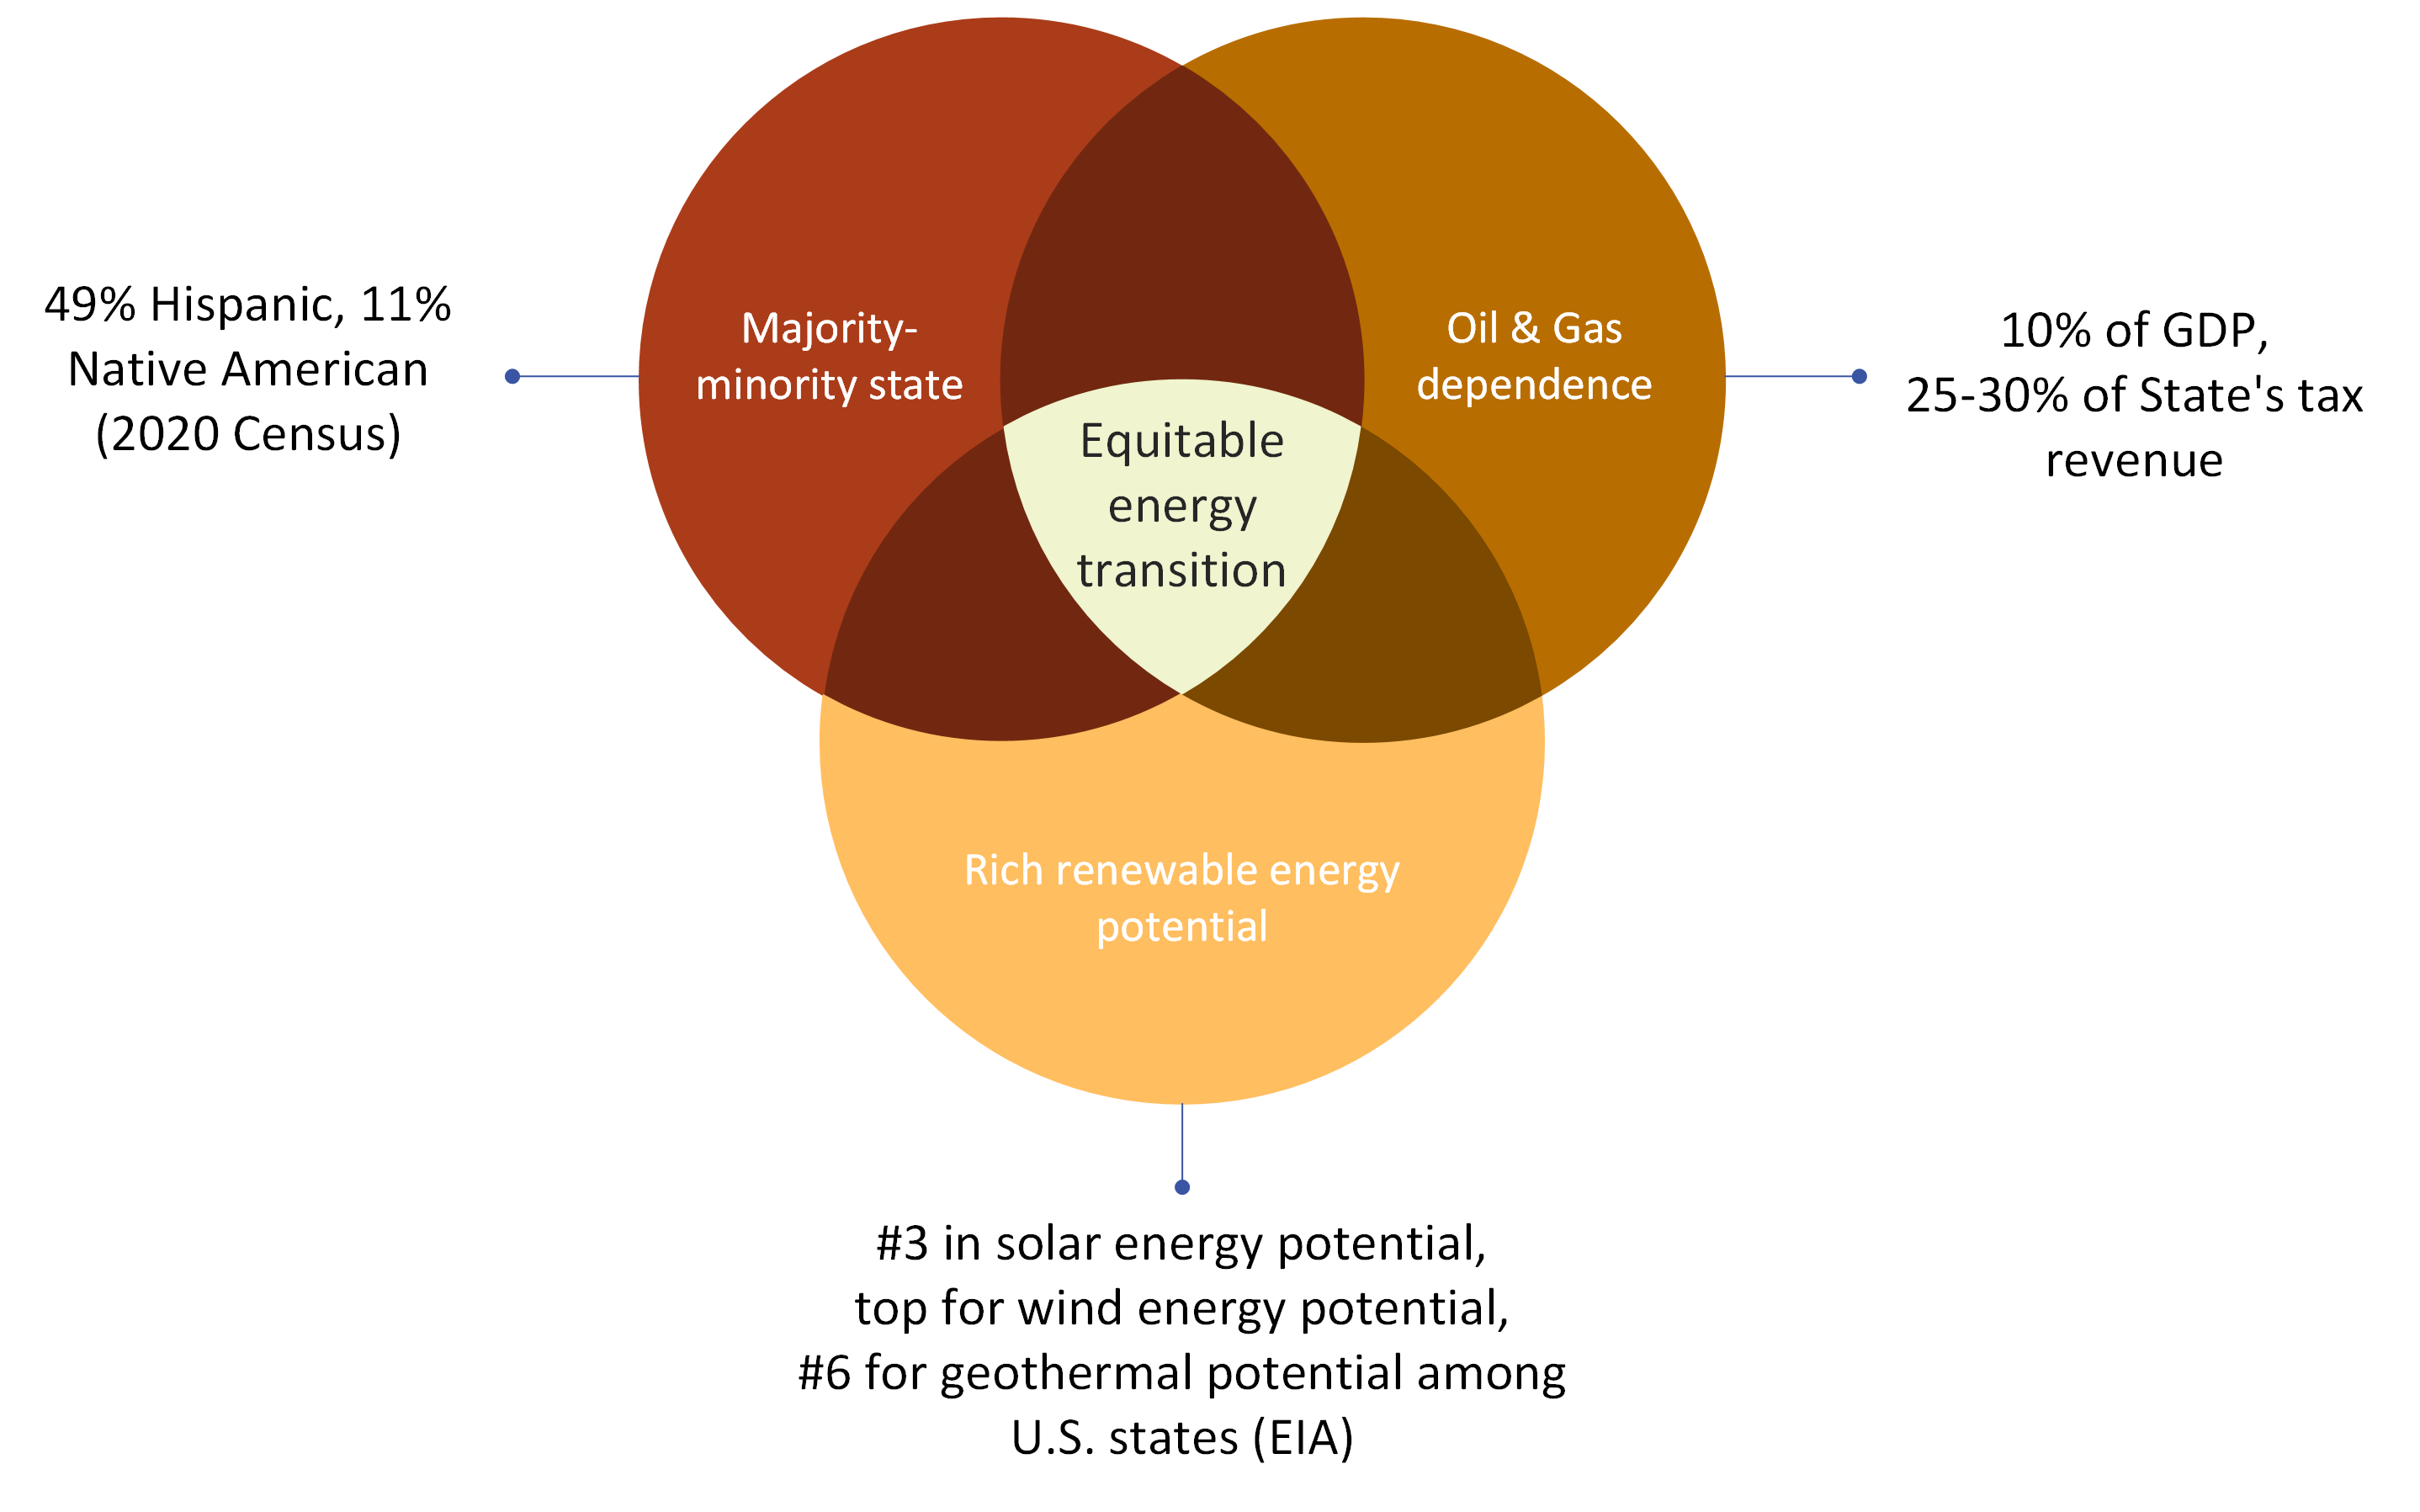 49% Hispanic, 11%
Native American
(2020 Census)
Majority-
minority state
Oil & Gas
dependence
10% of GDP,
25-30% of State's tax
revenue
Equitable
energy
transition
Rich renewable energy
potential
#3 in solar energy potential,
top for wind energy potential,
#6 for geothermal potential among
U.S. states (EIA)